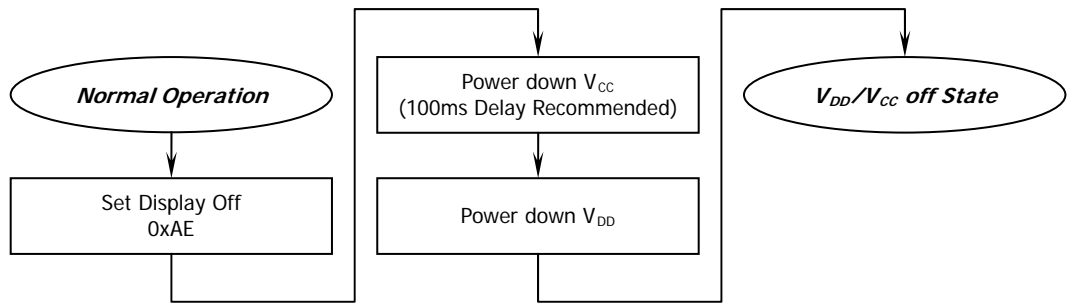 Normal Operation
Set Display Off
0xAE
Power down VCC
(100ms Delay Recommended)
Power down VDD
VDD/VCC off State